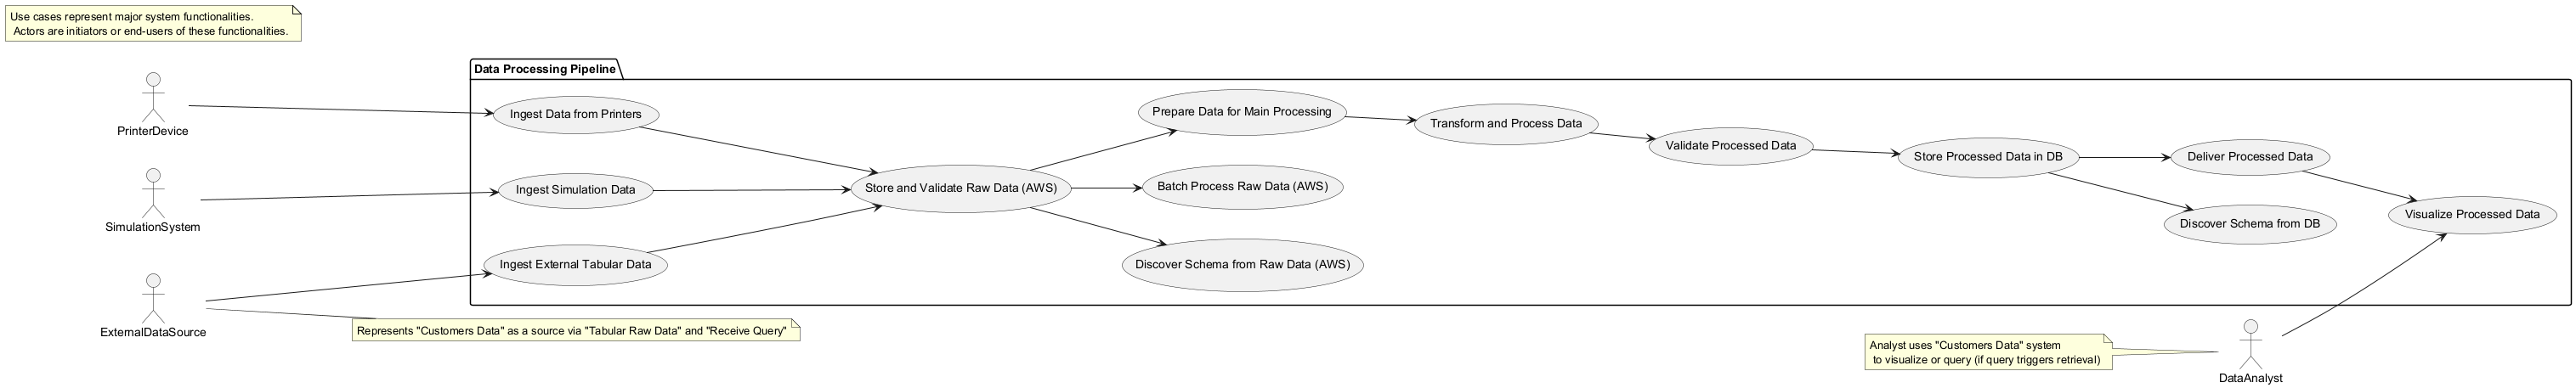 Use cases represent major system functionalities.
Actors are initiators or end-users of these functionalities.
Data Processing Pipeline
PrinterDevice
Ingest Data from Printers
Prepare Data for Main Processing
Transform and Process Data
Validate Processed Data
Store Processed Data in DB
Deliver Processed Data
SimulationSystem
Ingest Simulation Data
Store and Validate Raw Data (AWS)
Batch Process Raw Data (AWS)
Discover Schema from DB
Visualize Processed Data
Ingest External Tabular Data
Discover Schema from Raw Data (AWS)
ExternalDataSource
Represents "Customers Data" as a source via "Tabular Raw Data" and "Receive Query"
Analyst uses "Customers Data" system
to visualize or query (if query triggers retrieval)
DataAnalyst